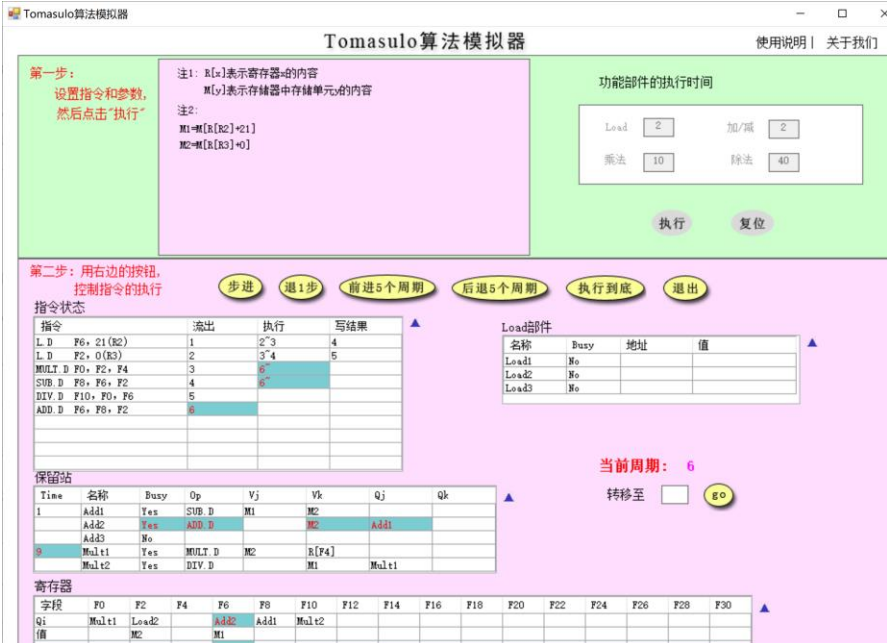 Tomasulo算法模拟器
Tomasulo算法模拟器
使用说明 | 关于我们
第一步：
设置指令和参数,
然后点击“执行”
注1: R[x]表示寄存器x的内容
M[y]表示存储器中存储单元y的内容
注2:
M1=M[R[R2]+21]
M2=M[R[R3]+0]
功能部件的执行时间
Load 2 加/减 2
乘法 10 除法 40
执行 复位
第二步: 用右边的按钮,
控制指令的执行
步进 退1步 前进5个周期 后退5个周期 执行到底 退出
指令状态
指令 流出 执行 写结果
L.D F6, 21(R2) 1 2~3 4
L.D F2, 0(R3) 2 3~4 5
MULT.D F0, F2, F4 3 6~
SUB.D F8, F6, F2 4 6~
DIV.D F10, F0, F6 5
ADD.D F6, F8, F2 6
Load部件
名称 Busy 地址 值
Load1 No
Load2 No
Load3 No
当前周期: 6
转移至 go
保留站
Time 名称 Busy Op Vj Vk Qj Qk
1 Add1 Yes SUB.D M1 M2
Add2 Yes ADD.D M2 Add1
Add3 No
9 Mult1 Yes MULT.D M2 R[F4]
Mult2 Yes DIV.D M1 Mult1
寄存器
字段 F0 F2 F4 F6 F8 F10 F12 F14 F16 F18 F20 F22 F24 F26 F28 F30
Qi Mult1 Load2 Add2 Add1 Mult2
值 M2 M1